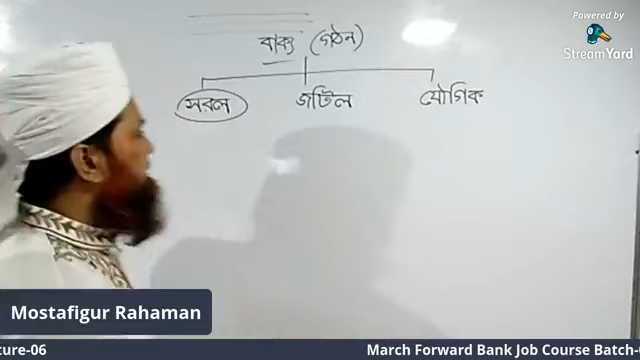 Powered by
StreamYard
বাক্য (গঠন)
সরল জটিল যৌগিক
Mostafigur Rahaman
ture-06 March Forward Bank Job Course Batch-